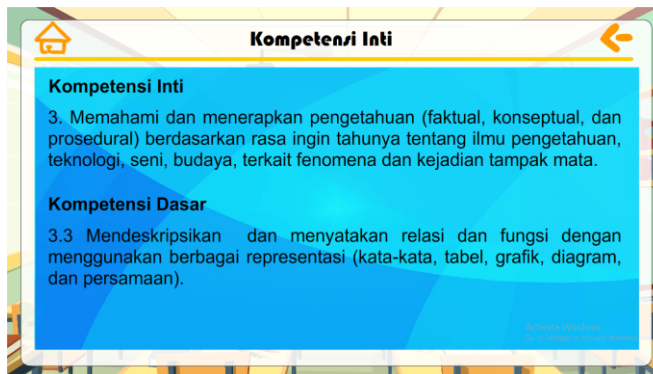 Kompetensi Inti
Kompetensi Inti
3. Memahami dan menerapkan pengetahuan (faktual, konseptual, dan
prosedural) berdasarkan rasa ingin tahunya tentang ilmu pengetahuan,
teknologi, seni, budaya, terkait fenomena dan kejadian tampak mata.
Kompetensi Dasar
3.3 Mendeskripsikan dan menyatakan relasi dan fungsi dengan
menggunakan berbagai representasi (kata-kata, tabel, grafik, diagram,
dan persamaan).
Activate Windows